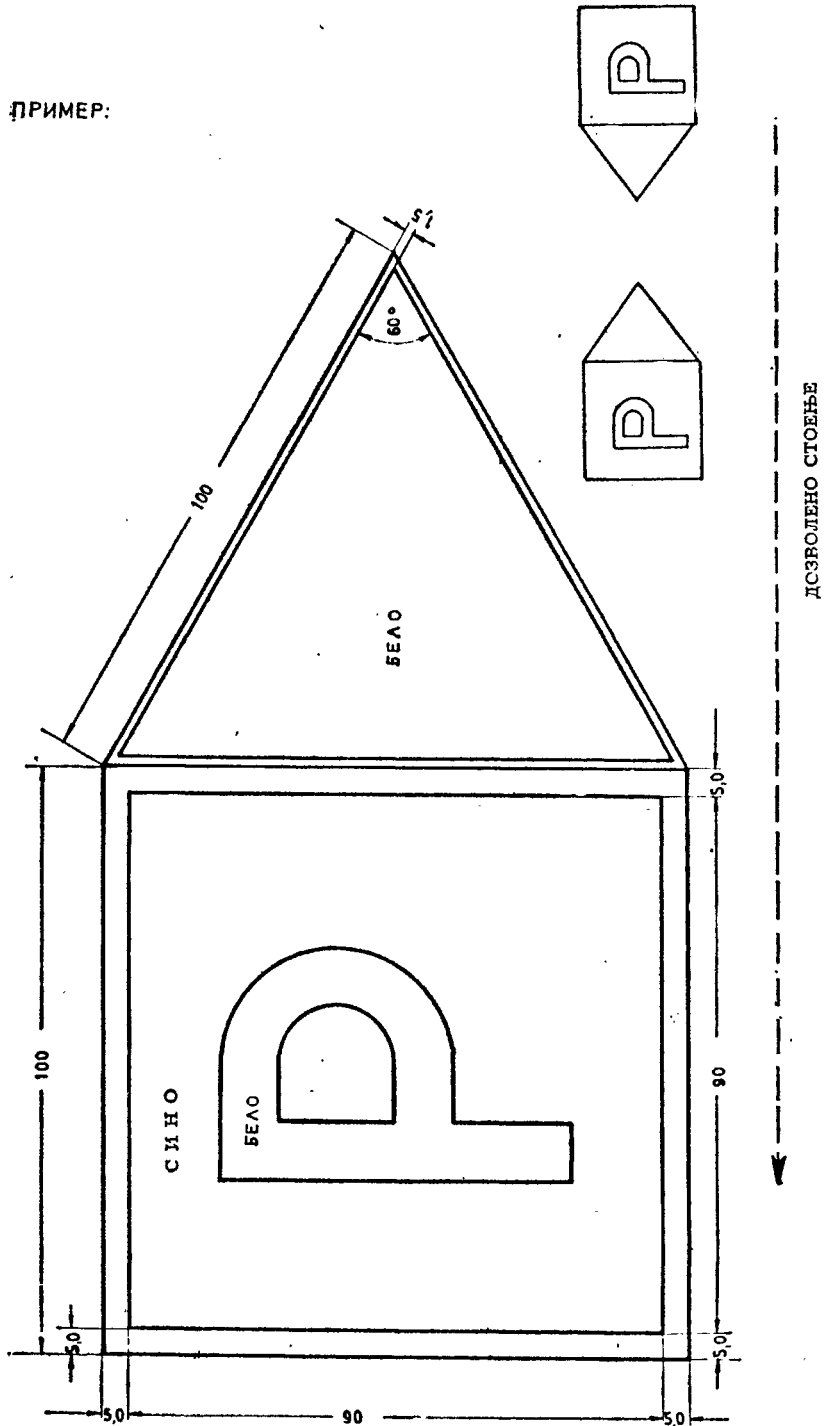 ПРИМЕР:
P
P
1,5
60°
100
БЕЛО
100
5,0
СИНО
БЕЛО
P
90
5,0
5,0
5,0
90
5,0
ДОЗВОЛЕНО СТОЕЊЕ